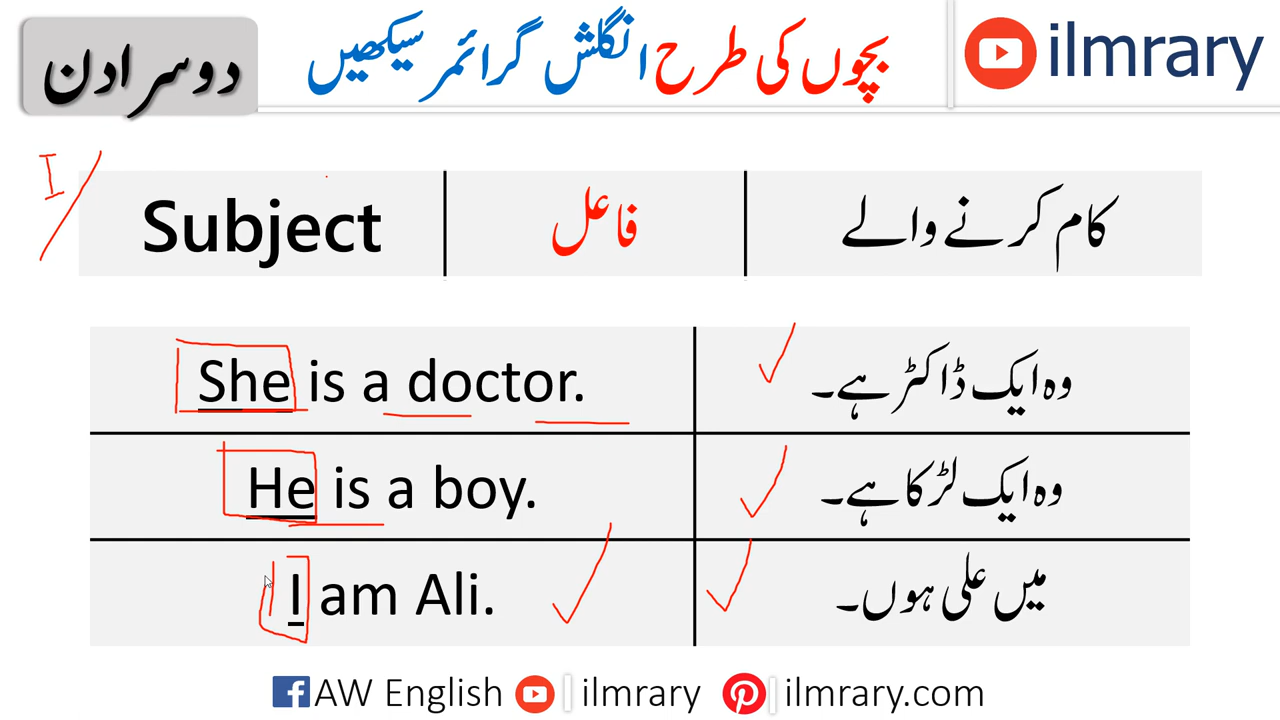 دوسرا دن بچوں کی طرح انگلش گرائمر سیکھیں ilmrary
I
Subject فاعل کام کرنے والے
She is a doctor. وہ ایک ڈاکٹر ہے۔
He is a boy. وہ ایک لڑکا ہے۔
I am Ali. میں علی ہوں۔
AW English ilmrary ilmrary.com